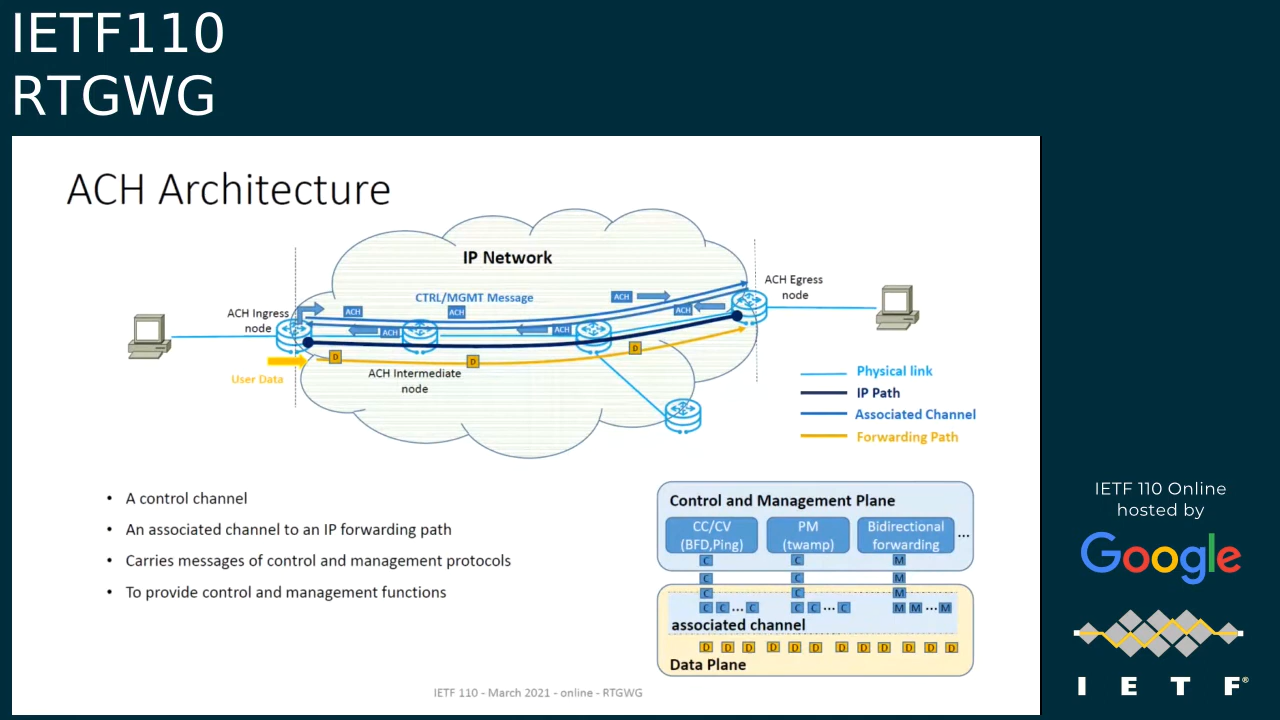 IETF110
RTGWG
ACH Architecture
IP Network
CTRL/MGMT Message
ACH
ACH Egress
node
ACH
ACH
ACH
ACH Ingress
node
ACH
ACH
D
D
D
User Data
ACH Intermediate
node
Physical link
IP Path
Associated Channel
Forwarding Path
• A control channel
• An associated channel to an IP forwarding path
• Carries messages of control and management protocols
• To provide control and management functions
Control and Management Plane
CC/CV
(BFD,Ping)
PM
(twamp)
Bidirectional
forwarding
...
C C M
C C M
C C M
C C ... C C C ... C M M ... M
associated channel
D D D D D D D D D D D D
Data Plane
IETF 110 - March 2021 - online - RTGWG
IETF 110 Online
hosted by
Google
I E T F®